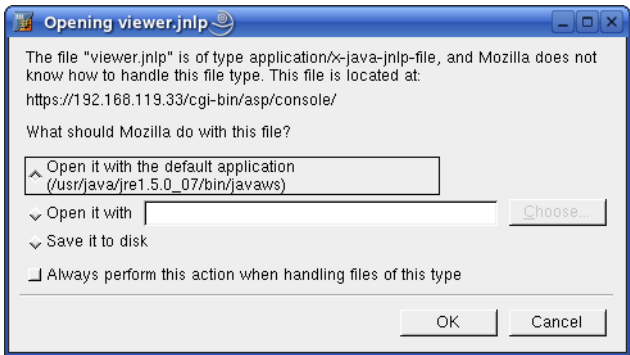 Opening viewer.jnlp
The file "viewer.jnlp" is of type application/x-java-jnlp-file, and Mozilla does not
know how to handle this file type. This file is located at:
https://192.168.119.33/cgi-bin/asp/console/
What should Mozilla do with this file?
Open it with the default application
(/usr/java/jre1.5.0_07/bin/javaws)
Open it with
Choose...
Save it to disk
Always perform this action when handling files of this type
OK
Cancel